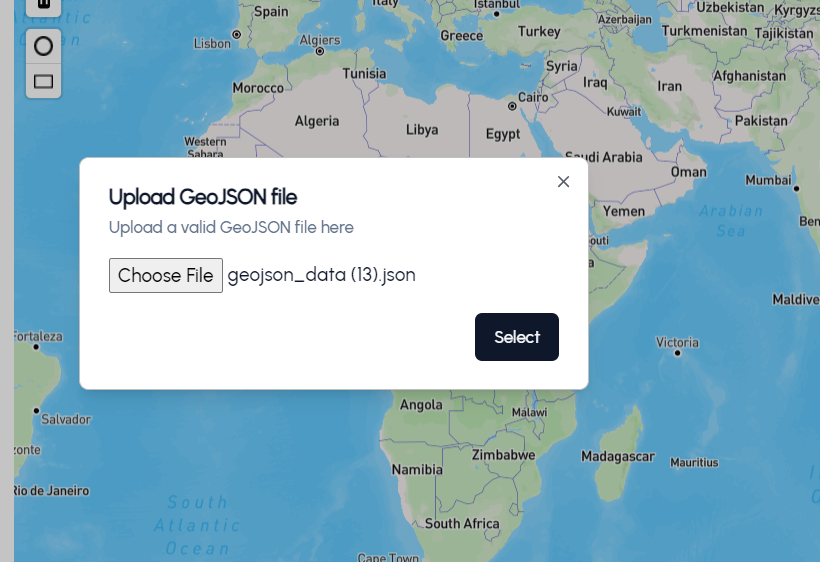 Spain
Italy
Istanbul
Uzbekistan
Kyrgyzs
Azerbaijan
Lisbon
Algiers
Greece
Turkey
Turkmenistan
Tajikistan
Atlantic
Tunisia
Syria
Afghanistan
Morocco
Iraq
Iran
Cairo
Algeria
Libya
Egypt
Kuwait
Pakistan
Western
Sahara
Saudi Arabia
Oman
Mumbai
Upload GeoJSON file
Upload a valid GeoJSON file here
Yemen
Arabian
Sea
Ben
outi
Choose File geojson_data (13).json
Maldive
Select
Fortaleza
Victoria
Angola
Malawi
Salvador
zonte
Zimbabwe
Madagascar
Mauritius
Namibia
Rio de Janeiro
South
Atlantic
Ocean
South Africa
Cape Town